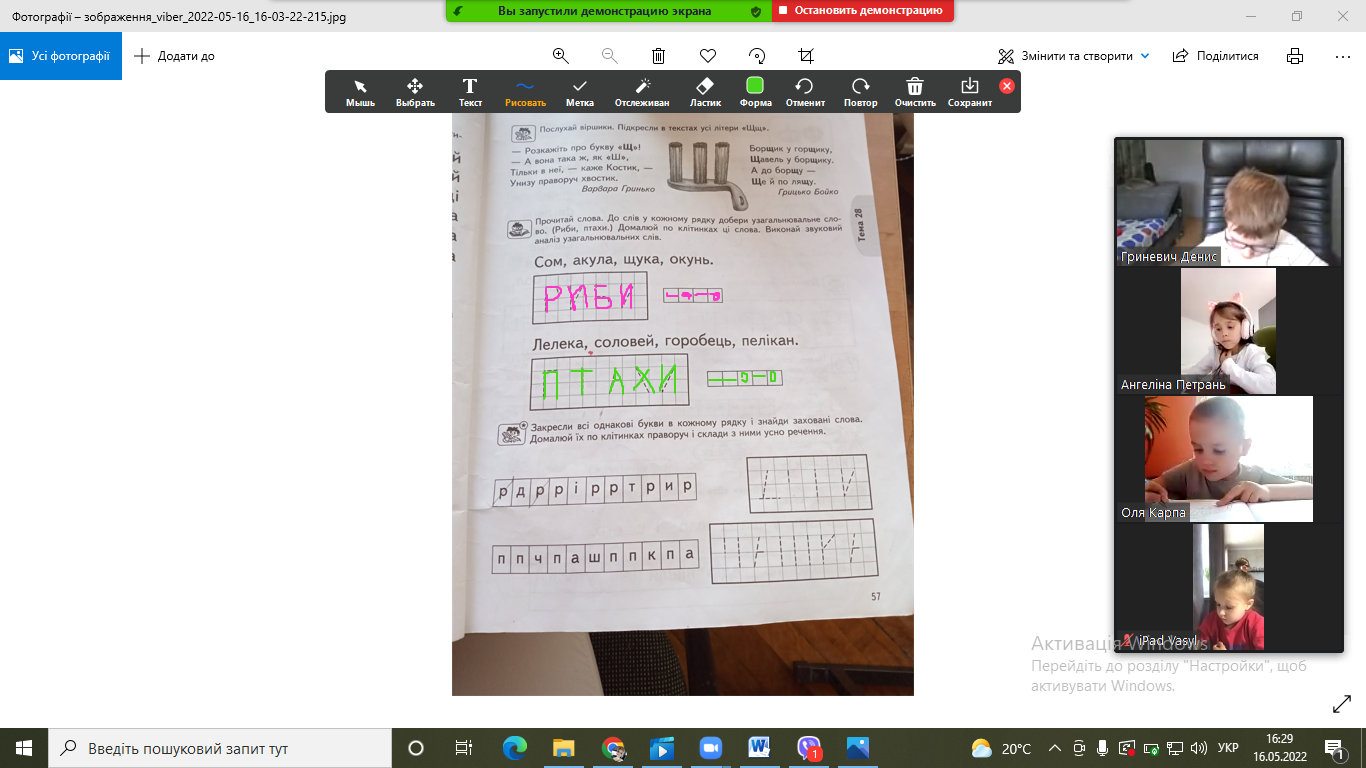 Фотографії – зображення_viber_2022-05-16_16-03-22-215.jpg
Вы запустили демонстрацию экрана
Остановить демонстрацию
Усі фотографії
Додати до
Змінити та створити
Поділитися
Мышь
Выбрать
Текст
Рисовать
Метка
Отслеживан
Ластик
Форма
Отменить
Повтор
Очистить
Сохранит
Послухай віршики. Підкресли в текстах усі літери «Щщ».
— Розкажіть про букву «Щ»!
— А вона така ж, як «Ш»,
Тільки в неї, — каже Костик, —
Унизу праворуч хвостик.
Варвара Гринько
Борщик у горщику,
Щавель у борщику.
А до борщу —
Ще й по лящу.
Грицько Бойко
Тема 28
Прочитай слова. До слів у кожному рядку добери узагальнювальне сло-
во. (Риби, птахи.) Домалюй по клітинках ці слова. Виконай звуковий
аналіз узагальнювальних слів.
Сом, акула, щука, окунь.
РИБИ
Лелека, соловей, горобець, пелікан.
ПТАХИ
Закресли всі однакові букви в кожному рядку і знайди заховані слова.
Домалюй їх по клітинках праворуч і склади з ними усно речення.
р д р р і р р т р и р
п п ч п а ш п п к п а
57
Гриневич Денис
Ангеліна Петрань
Оля Карпа
iPad Vasyl
Активація Windows
Перейдіть до розділу "Настройки", щоб
активувати Windows.
Введіть пошуковий запит тут
1
20°C
УКР
16:29
16.05.2022
1